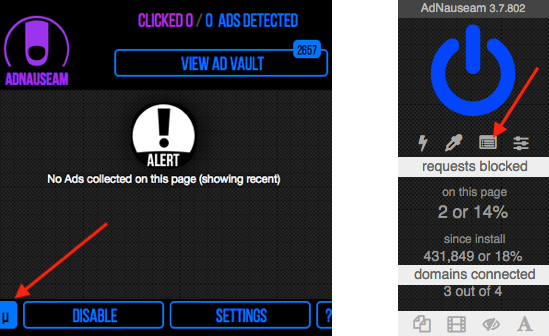 CLICKED 0 / 0 ADS DETECTED
2657
VIEW AD VAULT
ADNAUSEAM
ALERT
No Ads collected on this page (showing recent)
µ
DISABLE
SETTINGS
?
AdNauseam 3.7.802
requests blocked
on this page
2 or 14%
since install
431,849 or 18%
domains connected
3 out of 4
A